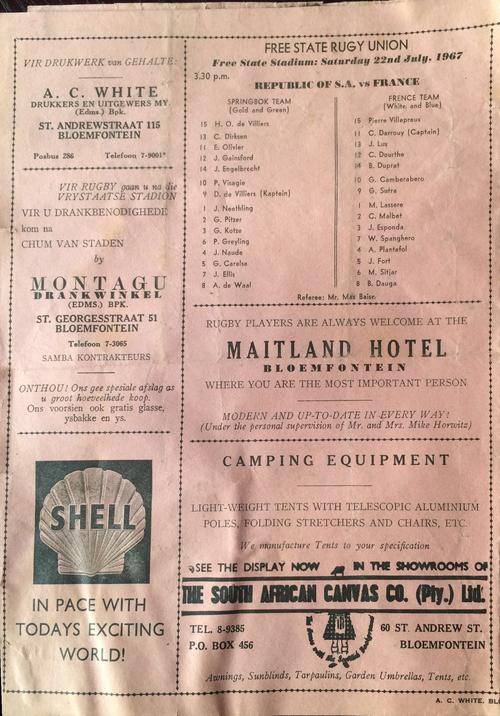 VIR DRUKWERK van GEHALTE:
A. C. WHITE
DRUKKERS EN UITGEWERS MY.
(Edms.) Bpk.
ST. ANDREWSTRAAT 115
BLOEMFONTEIN
Posbus 286 Telefoon 7-9001*
VIR RUGBY gaan u na die
VRYSTAATSE STADION
VIR U DRANKBENODIGHEDE
kom na
CHUM VAN STADEN
by
MONTAGU
DRANKWINKEL
(EDMS.) BPK.
ST. GEORGESSTRAAT 51
BLOEMFONTEIN
Telefoon 7-3065
SAMBA KONTRAKTEURS
ONTHOU! Ons gee spesiale afslag as
u groot hoeveelhede koop.
Ons voorsien ook gratis glasse,
ysbakke en ys.
SHELL
IN PACE WITH
TODAYS EXCITING
WORLD!
FREE STATE RUGY UNION
Free State Stadium: Saturday 22nd July, 1967
3.30 p.m.
REPUBLIC OF S.A. vs FRANCE
SPRINGBOK TEAM
(Gold and Green)
15 H. O. de Villiers
13 C. Dirksen
11 E. Olivier
12 J. Gainsford
14 J. Engelbrecht
10 P. Visagie
9 D. de Villiers (Kaptein)
1 J. Neethling
2 G. Pitzer
3 G. Kotze
6 P. Greyling
4 J. Naude
5 G. Carelse
7 J. Ellis
8 A. de Waal
FRENCE TEAM
(White and Blue)
15 Pierre Villepreux
11 C. Darrouy (Captain)
13 J. Lux
12 C. Dourthe
14 B. Duprat
10 G. Camberabero
9 G. Sutra
1 M. Lassere
2 C. Malbet
3 J. Esponda
7 W. Spanghero
4 A. Plantefol
5 J. Fort
6 M. Sitjar
8 B. Dauga
Referee: Mr. Max Baise.
RUGBY PLAYERS ARE ALWAYS WELCOME AT THE
MAITLAND HOTEL
BLOEMFONTEIN
WHERE YOU ARE THE MOST IMPORTANT PERSON
MODERN AND UP-TO-DATE IN EVERY WAY!
(Under the personal supervision of Mr. and Mrs. Mike Horwitz)
CAMPING EQUIPMENT
LIGHT-WEIGHT TENTS WITH TELESCOPIC ALUMINIUM
POLES, FOLDING STRETCHERS AND CHAIRS, ETC.
We manufacture Tents to your specification
SEE THE DISPLAY NOW IN THE SHOWROOMS OF
THE SOUTH AFRICAN CANVAS CO. (Pty.) Ltd.
TEL. 8-9385
P.O. BOX 456
60 ST. ANDREW ST.
BLOEMFONTEIN
Awnings, Sunblinds, Tarpaulins, Garden Umbrellas, Tents, etc.
A. C. WHITE,